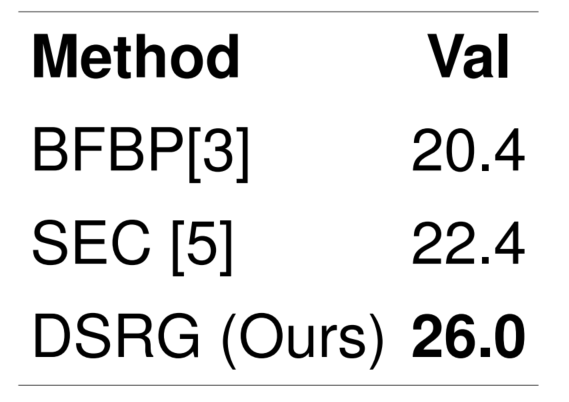 Method Val
BFBP[3] 20.4
SEC [5] 22.4
DSRG (Ours) 26.0